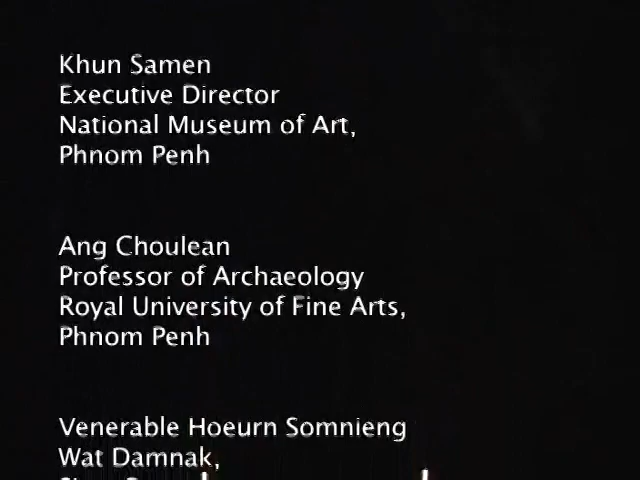 Khun Samen
Executive Director
National Museum of Art,
Phnom Penh
Ang Choulean
Professor of Archaeology
Royal University of Fine Arts,
Phnom Penh
Venerable Hoeurn Somnieng
Wat Damnak,